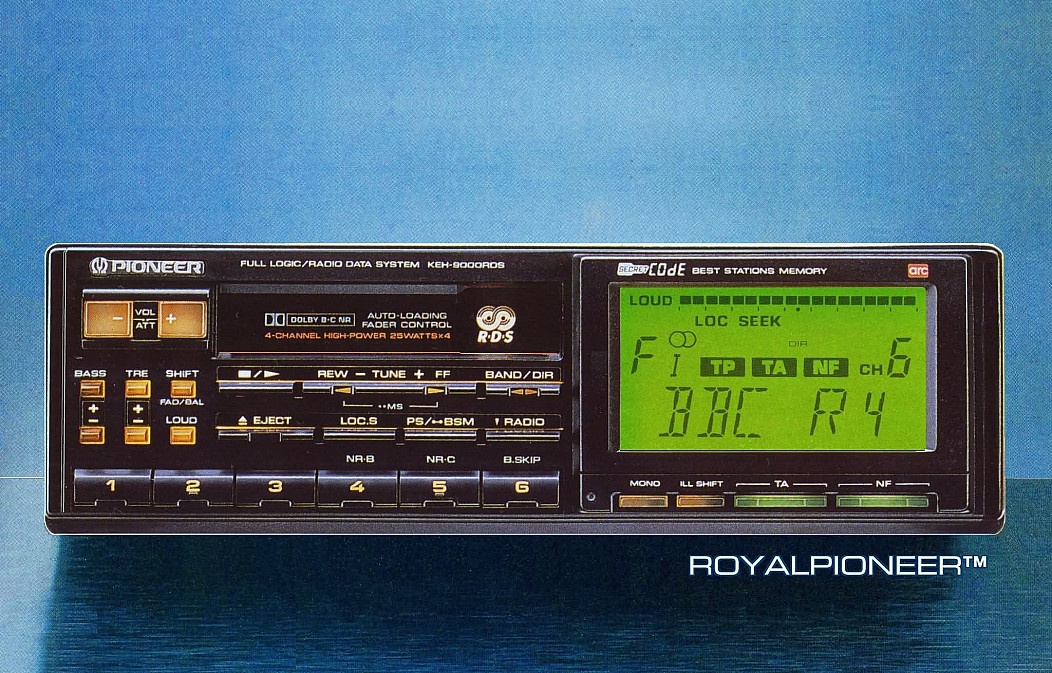 PIONEER
FULL LOGIC/RADIO DATA SYSTEM KEH-9000RDS
SECRET CODE BEST STATIONS MEMORY
arc
VOL
ATT
- +
DOLBY B·C NR
AUTO-LOADING
FADER CONTROL
4-CHANNEL HIGH-POWER 25WATTS×4
R·D·S
LOUD
LOC SEEK
DIR
F I TP TA NF CH 6
BBC R4
BASS TRE SHIFT
FAD/BAL
+ +
- -
LOUD
■/► REW - TUNE + FF BAND/DIR
••MS
▲ EJECT LOC.S PS/••BSM RADIO
NR·B NR·C B.SKIP
1 2 3 4 5 6
MONO ILL SHIFT TA NF
ROYALPIONEER™